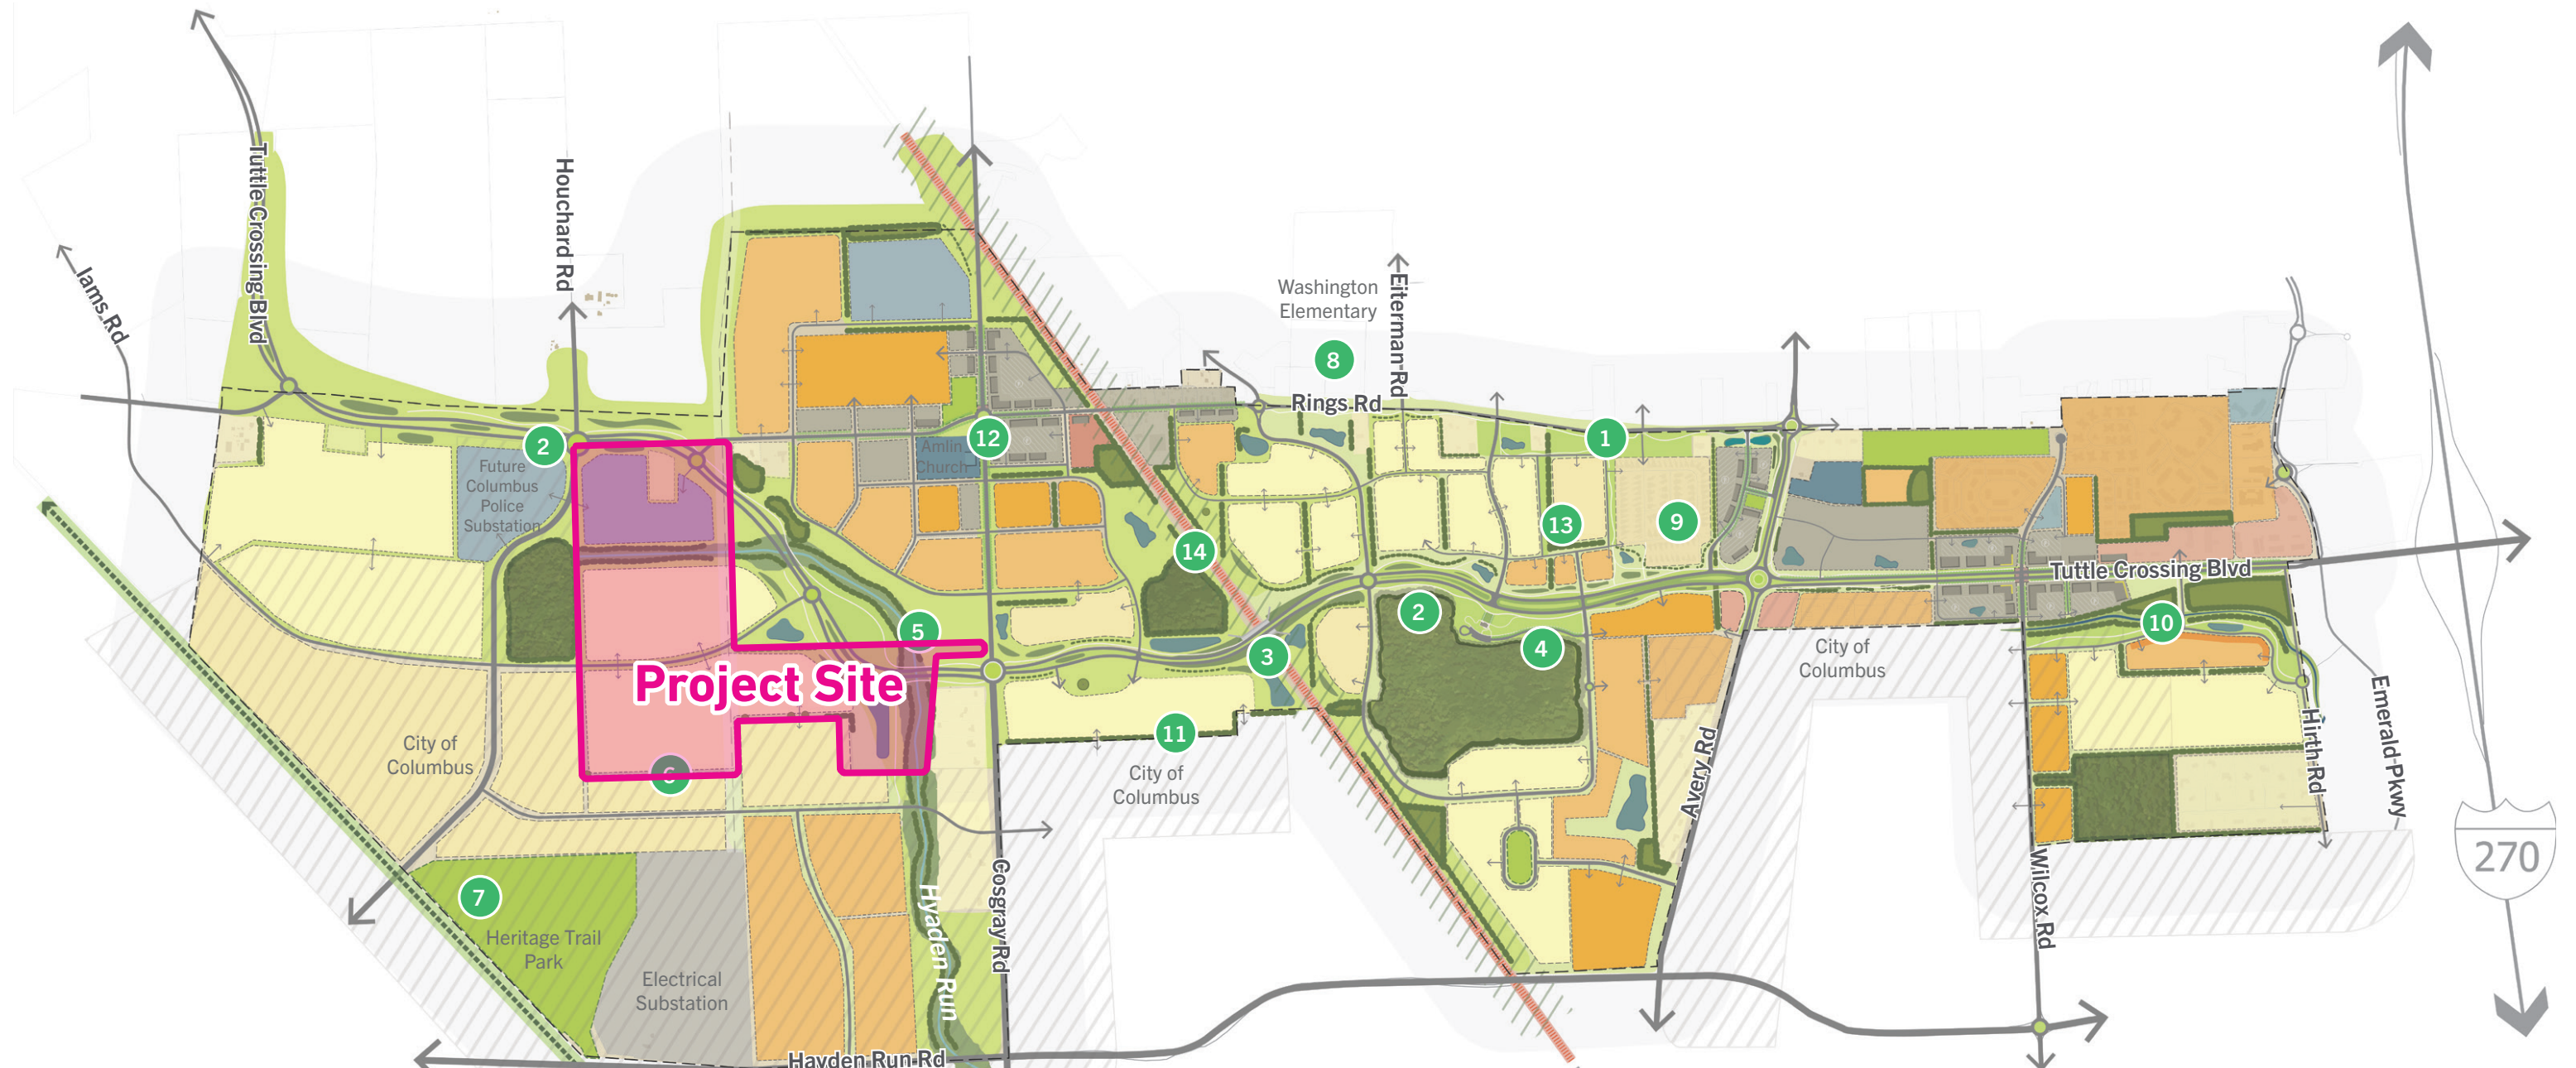 Tuttle Crossing Blvd
Houchard Rd
Iams Rd
Washington
Elementary
8
Eiterman Rd
Rings Rd
2
Future
Columbus
Police
Substation
Amlin
Church
12
1
13
9
14
Tuttle Crossing Blvd
2
10
5
3
4
City of
Columbus
Project Site
11
City of
Columbus
City of
Columbus
6
Avery Rd
Hirth Rd
Emerald Pkwy
270
7
Heritage Trail
Park
Electrical
Substation
Hyaden Run
Cosgray Rd
Wilcox Rd
Hayden Run Rd